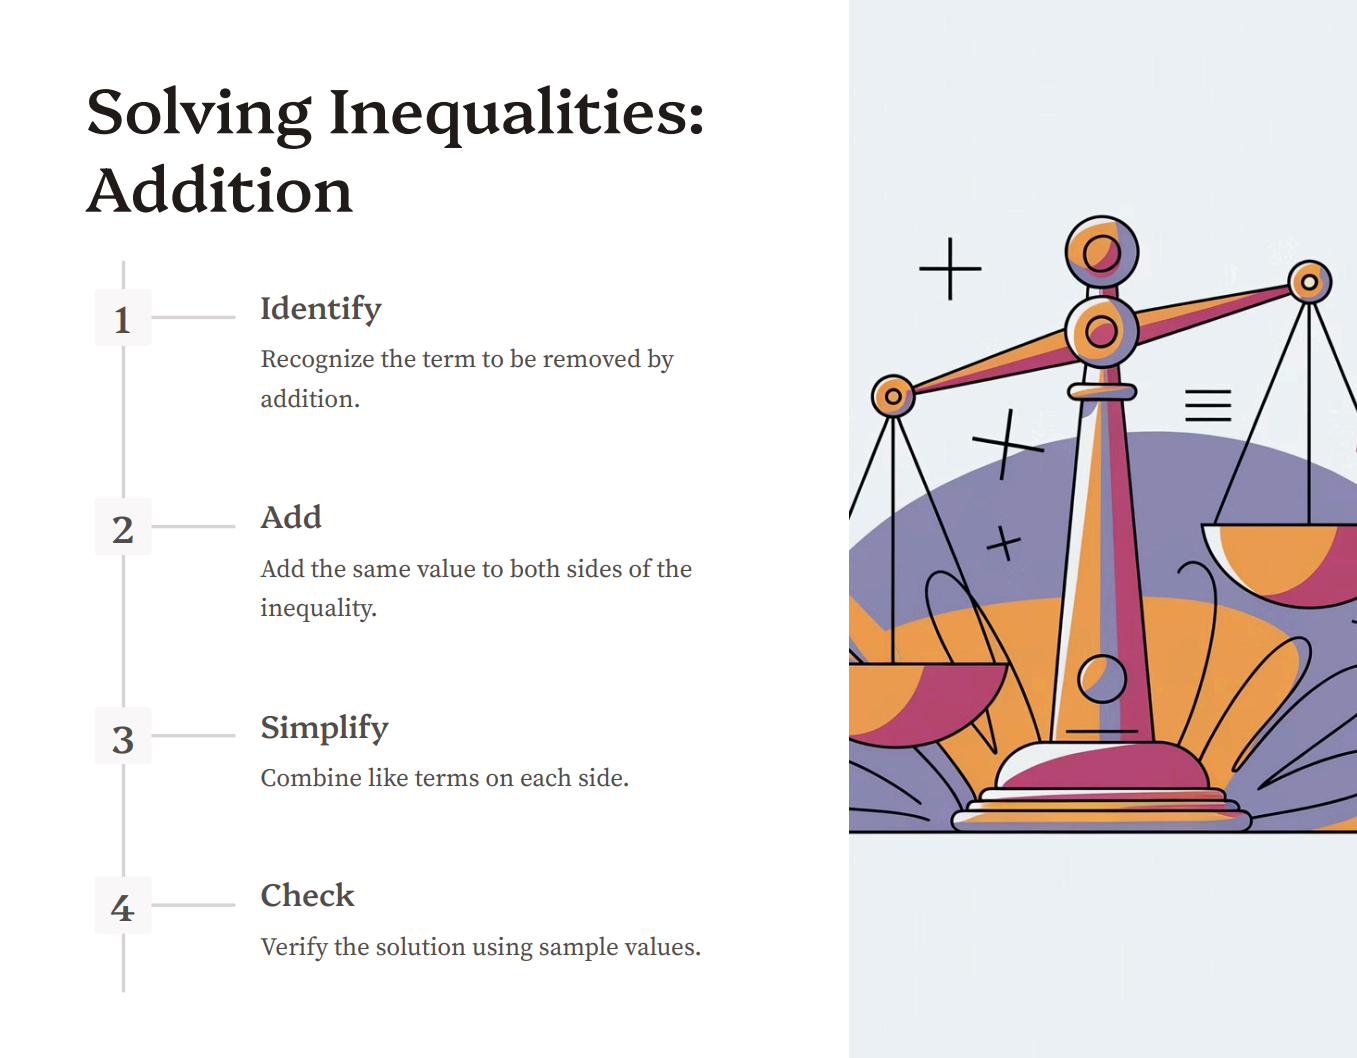 Solving Inequalities:
Addition
1
Identify
Recognize the term to be removed by
addition.
2
Add
Add the same value to both sides of the
inequality.
3
Simplify
Combine like terms on each side.
4
Check
Verify the solution using sample values.